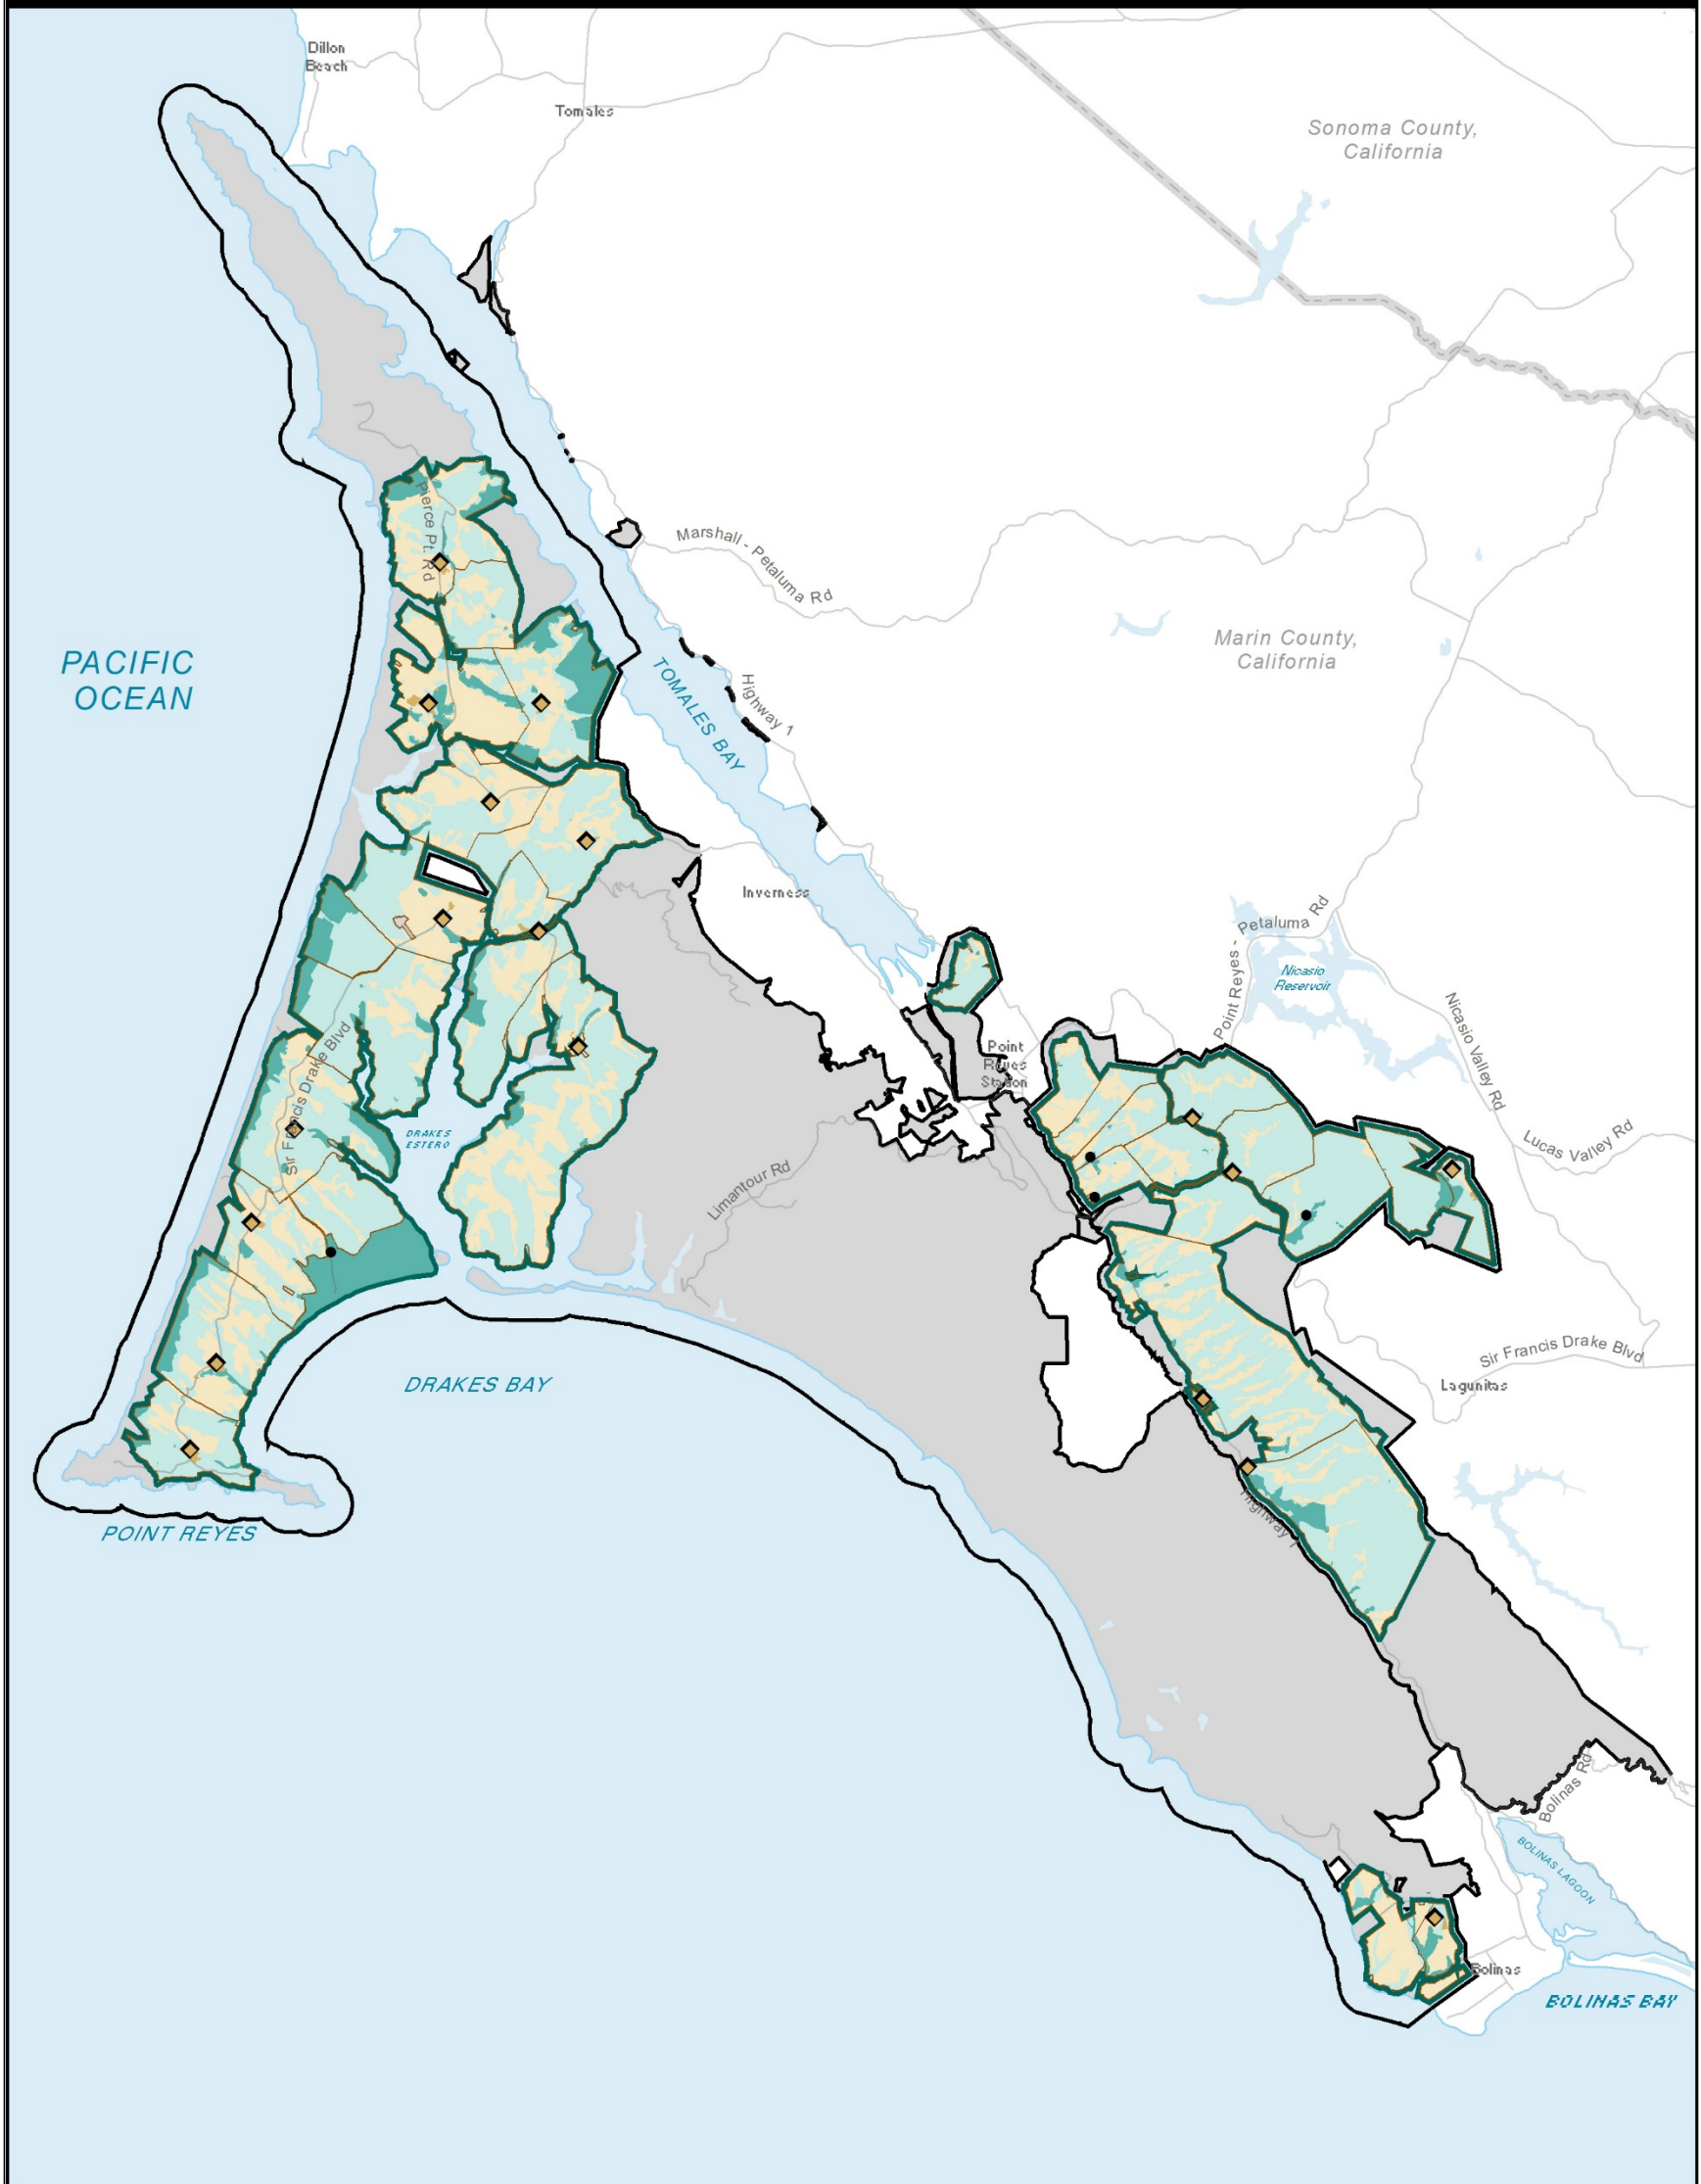 Dillon
Beach
Tomales
Sonoma County,
California
Pierce Pt. Rd
Marshall - Petaluma Rd
Marin County,
California
PACIFIC
OCEAN
TOMALES BAY
Highway 1
Inverness
Point Reyes - Petaluma Rd
Nicasio
Reservoir
Nicasio Valley Rd
Point
Reyes
Station
Sir Francis Drake Blvd
DRAKES
ESTERO
Lucas Valley Rd
Limantour Rd
Sir Francis Drake Blvd
Lagunitas
DRAKES BAY
Highway 1
POINT REYES
Bolinas Rd
BOLINAS LAGOON
Bolinas
BOLINAS BAY